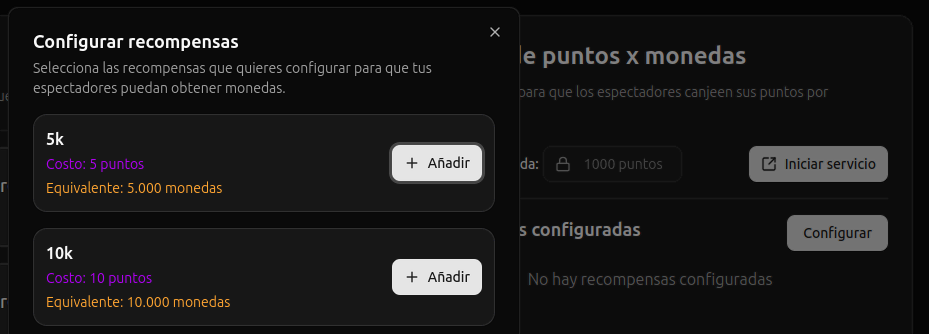 Configurar recompensas
Selecciona las recompensas que quieres configurar para que tus
espectadores puedan obtener monedas.
5k
Costo: 5 puntos
Equivalente: 5.000 monedas
+ Añadir
10k
Costo: 10 puntos
Equivalente: 10.000 monedas
+ Añadir
de puntos x monedas
para que los espectadores canjeen sus puntos por
1000 puntos
Iniciar servicio
configuradas
Configurar
No hay recompensas configuradas